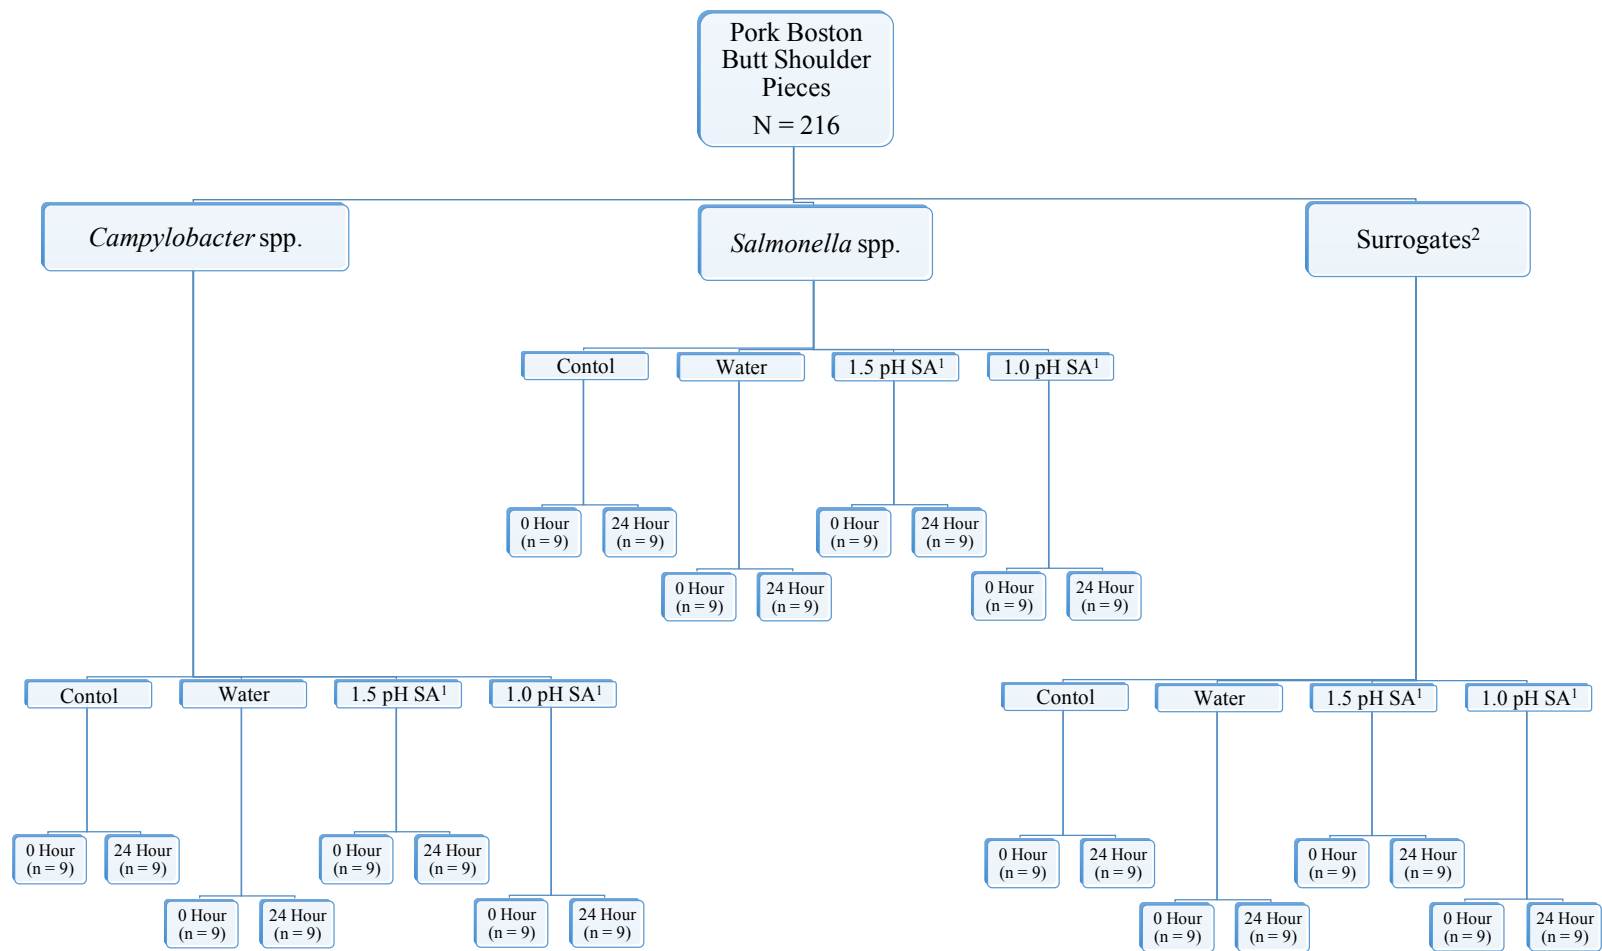 Pork Boston
Butt Shoulder
Pieces
N = 216
Campylobacter spp.
Salmonella spp.
Surrogates²
Contol
Water
1.5 pH SA¹
1.0 pH SA¹
0 Hour
(n = 9)
24 Hour
(n = 9)
0 Hour
(n = 9)
24 Hour
(n = 9)
0 Hour
(n = 9)
24 Hour
(n = 9)
0 Hour
(n = 9)
24 Hour
(n = 9)
Contol
Water
1.5 pH SA¹
1.0 pH SA¹
0 Hour
(n = 9)
24 Hour
(n = 9)
0 Hour
(n = 9)
24 Hour
(n = 9)
0 Hour
(n = 9)
24 Hour
(n = 9)
0 Hour
(n = 9)
24 Hour
(n = 9)
Contol
Water
1.5 pH SA¹
1.0 pH SA¹
0 Hour
(n = 9)
24 Hour
(n = 9)
0 Hour
(n = 9)
24 Hour
(n = 9)
0 Hour
(n = 9)
24 Hour
(n = 9)
0 Hour
(n = 9)
24 Hour
(n = 9)